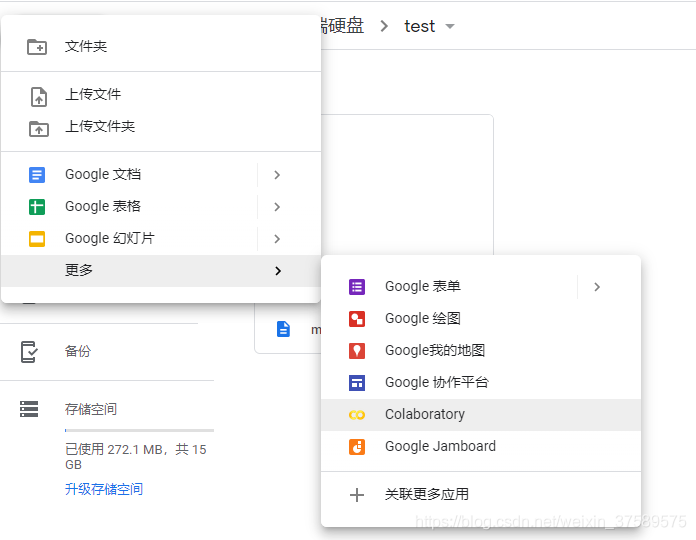 端硬盘 > test
文件夹
上传文件
上传文件夹
Google 文档
Google 表格
Google 幻灯片
更多
m
备份
存储空间
已使用 272.1 MB，共 15
GB
升级存储空间
Google 表单
Google 绘图
Google我的地图
Google 协作平台
Colaboratory
Google Jamboard
关联更多应用
https://blog.csdn.net/weixin_37589575